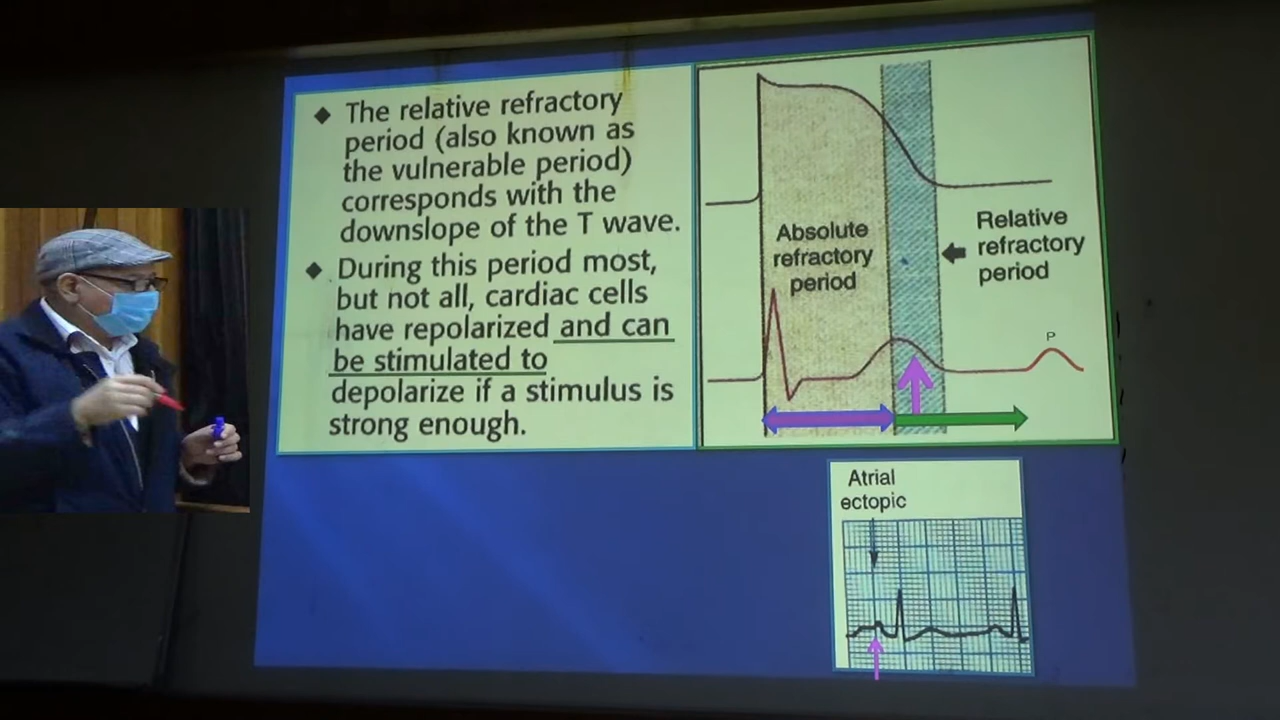 ◆ The relative refractory
period (also known as
the vulnerable period)
corresponds with the
downslope of the T wave.
◆ During this period most,
but not all, cardiac cells
have repolarized and can
be stimulated to
depolarize if a stimulus is
strong enough.
Absolute
refractory
period
Relative
refractory
period
P
Atrial
ectopic